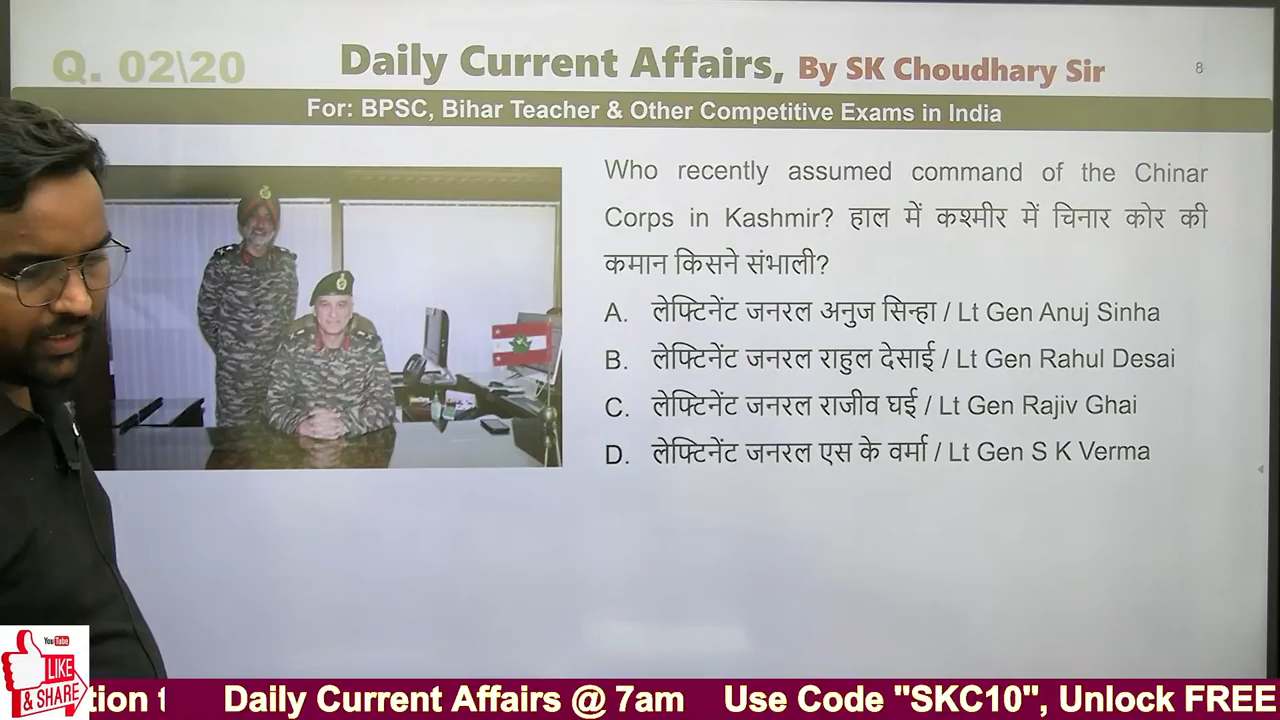 Q. 02\20
Daily Current Affairs, By SK Choudhary Sir
8
For: BPSC, Bihar Teacher & Other Competitive Exams in India
Who recently assumed command of the Chinar
Corps in Kashmir? हाल में कश्मीर में चिनार कोर की
कमान किसने संभाली?
A. लेफ्टिनेंट जनरल अनुज सिन्हा / Lt Gen Anuj Sinha
B. लेफ्टिनेंट जनरल राहुल देसाई / Lt Gen Rahul Desai
C. लेफ्टिनेंट जनरल राजीव घई / Lt Gen Rajiv Ghai
D. लेफ्टिनेंट जनरल एस के वर्मा / Lt Gen S K Verma
YouTube
LIKE
& SHARE
tion Daily Current Affairs @ 7am Use Code "SKC10", Unlock FREE